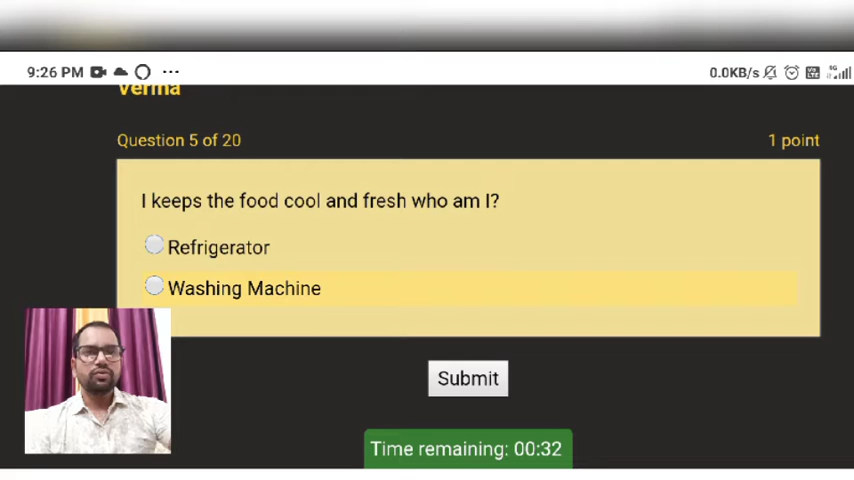 9:26 PM ... 0.0KB/s
Verma
Question 5 of 20 1 point
I keeps the food cool and fresh who am I?
Refrigerator
Washing Machine
Submit
Time remaining: 00:32